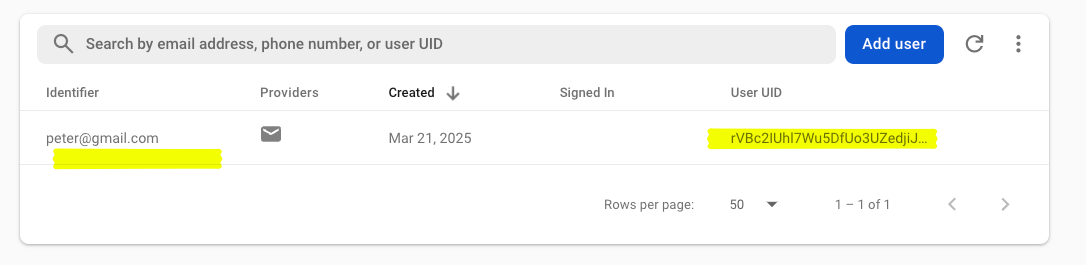 Search by email address, phone number, or user UID Add user
Identifier Providers Created Signed In User UID
peter@gmail.com Mar 21, 2025 rVBc2IUhl7Wu5DfUo3UZedjiJ...
Rows per page: 50 1 – 1 of 1